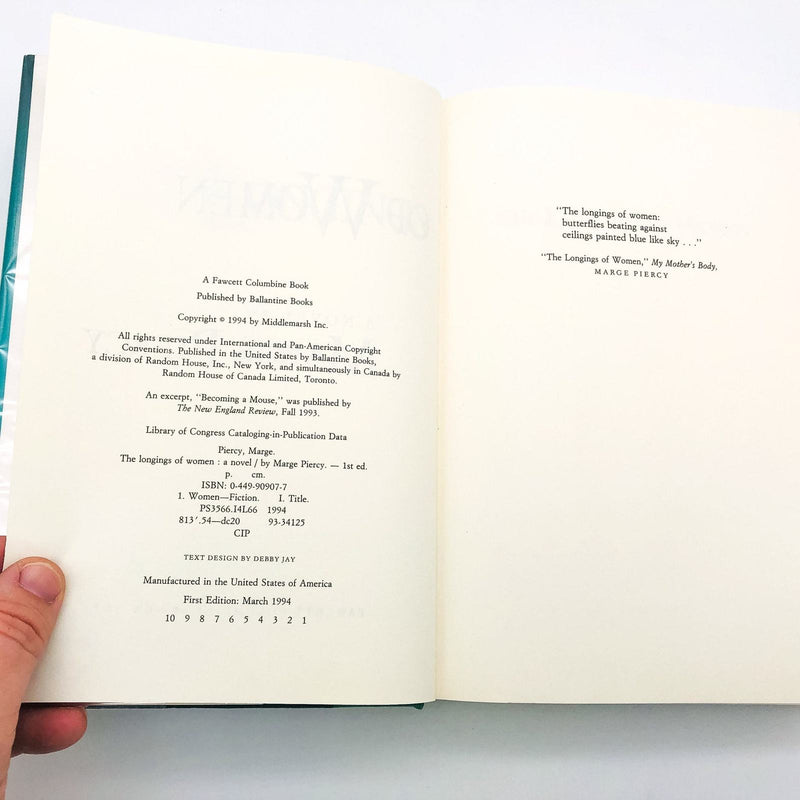 A Fawcett Columbine Book
Published by Ballantine Books
Copyright © 1994 by Middlemarsh Inc.
All rights reserved under International and Pan-American Copyright
Conventions. Published in the United States by Ballantine Books,
a division of Random House, Inc., New York, and simultaneously in Canada by
Random House of Canada Limited, Toronto.
An excerpt, "Becoming a Mouse," was published by
The New England Review, Fall 1993.
Library of Congress Cataloging-in-Publication Data
Piercy, Marge.
The longings of women : a novel / by Marge Piercy. — 1st ed.
p. cm.
ISBN: 0-449-90907-7
1. Women—Fiction. I. Title.
PS3566.I4L66 1994
813'.54—dc20 93-34125
CIP
TEXT DESIGN BY DEBBY JAY
Manufactured in the United States of America
First Edition: March 1994
10 9 8 7 6 5 4 3 2 1
"The longings of women:
butterflies beating against
ceilings painted blue like sky . . ."
"The Longings of Women," My Mother's Body,
MARGE PIERCY